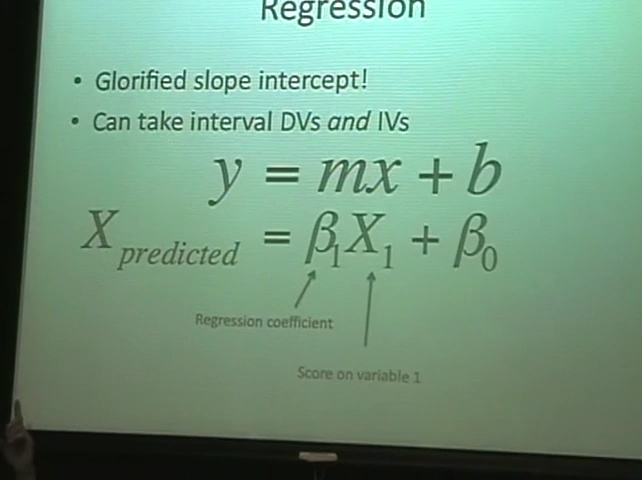 Regression
• Glorified slope intercept!
• Can take interval DVs and IVs
y = mx + b
X predicted = β₁X₁ + β₀
Regression coefficient
Score on variable 1